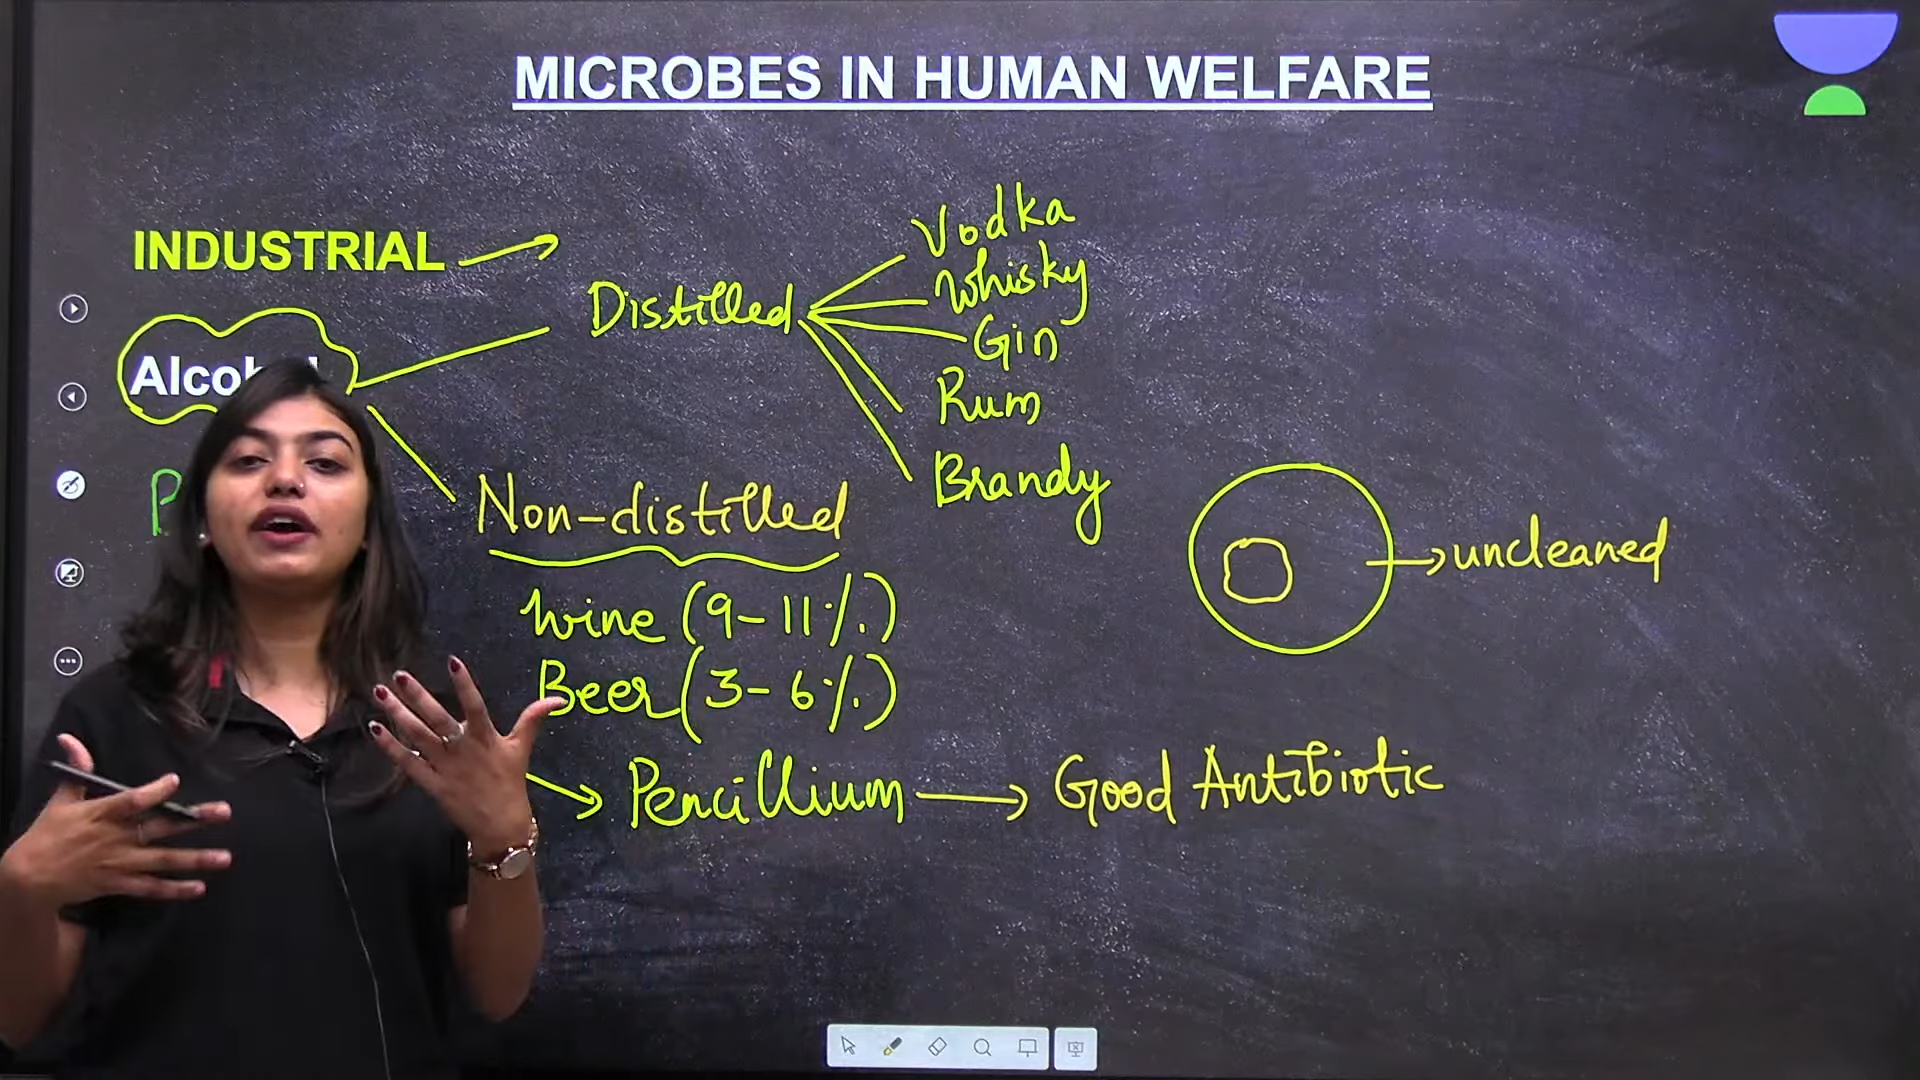 MICROBES IN HUMAN WELFARE
INDUSTRIAL
Distilled
Vodka
Whisky
Gin
Rum
Brandy
Non-distilled
Wine (9-11%)
Beer (3-6%)
uncleaned
Pencillium
Good Antibiotic